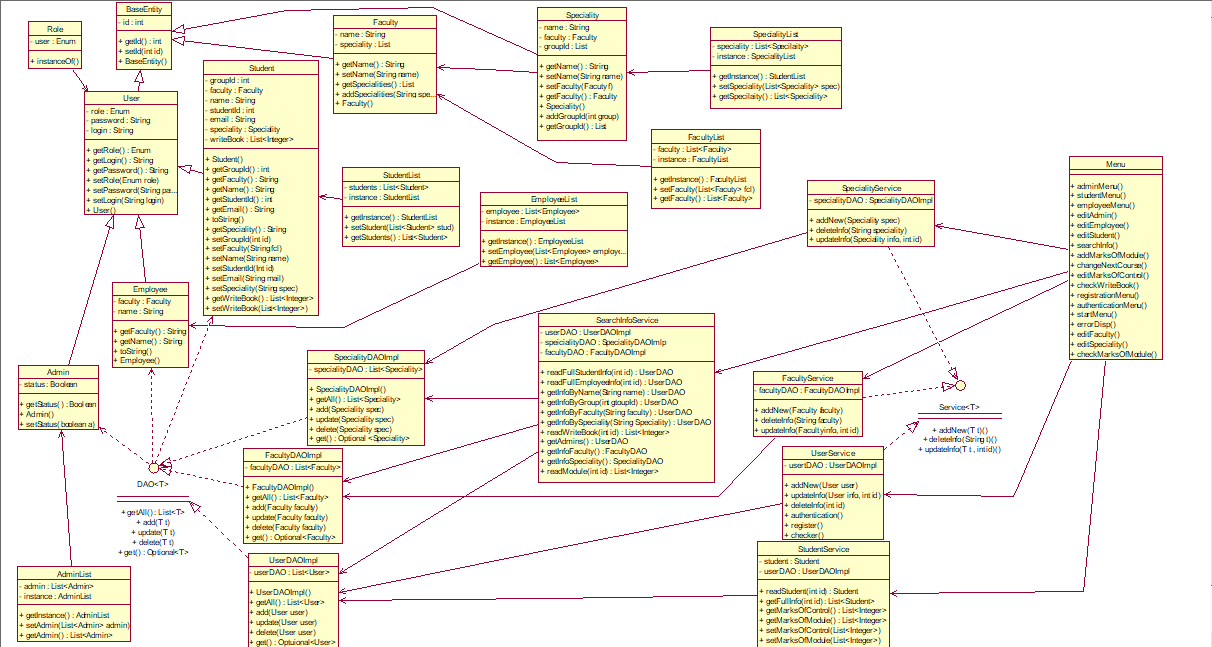 Role
- user : Enum
+ instanceOf()
BaseEntity
- id : int
+ getId() : int
+ setId(int id)
+ BaseEntity()
User
- role : Enum
- password : String
- login : String
+ getRole() : Enum
+ getLogin() : String
+ getPassword() : String
+ setRole(Enum role)
+ setPassword(String pa...
+ setLogin(String login)
+ User()
Student
- groupId : int
- faculty : Faculty
- name : String
- studentId : int
- email : String
- speciality : Speciality
- writeBook : List<Integer>
+ Student()
+ getGroupId() : int
+ getFaculty() : String
+ getName() : String
+ getStudentId() : int
+ getEmail() : String
+ toString()
+ getSpeciality() : String
+ setGroupId(int id)
+ setFaculty(String fcl)
+ setName(String name)
+ setStudentId(int id)
+ setEmail(String mail)
+ setSpeciality(String spec)
+ getWriteBook() : List<Integer>
+ setWriteBook(List<Integer>)
Faculty
- name : String
- speciality : List
+ getName() : String
+ setName(String name)
+ getSpecialities() : List
+ addSpecialities(String spe...
+ Faculty()
Speciality
- name : String
- faculty : Faculty
- groupId : List
+ getName() : String
+ setName(String name)
+ setFaculty(Facuty f)
+ getFaculty() : Faculty
+ Speciality()
+ addGroupId(int group)
+ getGroupId() : List
SpecialityList
- speciality : List<Speciality>
- instance : SpecialityList
+ getInstance() : StudentList
+ setSpeciality(List<Speciality> spec)
+ getSpecilaity() : List<Speciality>
FacultyList
- faculty : List<Faculty>
- instance : FacultyList
+ getInstance() : FacultyList
+ setFaculty(List<Facuty> fcl)
+ getFaculty() : List<Faculty>
StudentList
- students : List<Student>
- instance : StudentList
+ getInstance() : StudentList
+ setStudent(List<Student> stud)
+ getStudents() : List<Student>
EmployeeList
- employee : List<Employee>
- instance : EmployeeList
+ getInstance() : EmployeeList
+ setEmployee(List<Employee> employ...
+ getEmployee() : List<Employee>
SpecialityService
- specialityDAO : SpecialityDAOImpl
+ addNew(Speciality spec)
+ deleteInfo(String speciality)
+ updateInfo(Speciality info, int id)
Menu
+ adminMenu()
+ studentMenu()
+ employeeMenu()
+ editAdmin()
+ editEmployee()
+ editStudent()
+ searchInfo()
+ addMarksOfModule()
+ changeNextCourse()
+ editMarksOfControl()
+ checkWriteBook()
+ registrationMenu()
+ authenticationMenu()
+ startMenu()
+ errorDisp()
+ editFaculty()
+ editSpeciality()
+ checkMarksOfModule()
Employee
- faculty : Faculty
- name : String
+ getFaculty() : String
+ getName() : String
+ toString()
+ Employee()
Admin
- status : Boolean
+ getStatus() : Boolean
+ Admin()
+ setStatus(boolean a)
SpecialityDAOImpl
- specialityDAO : List<Speciality>
+ SpecialityDAOImpl()
+ getAll() : List<Speciality>
+ add(Speciality spec)
+ update(Speciality spec)
+ delete(Speciality spec)
+ get() : Optional <Speciality>
SearchInfoService
- userDAO : UserDAOImpl
- speicialityDAO : SpecialityDAOImlp
- facultyDAO : FacultyDAOImpl
+ readFullStudentInfo(int id) : UserDAO
+ readFullEmployeeInfo(int id) : UserDAO
+ getInfoByName(String name) : UserDAO
+ getInfoByGroup(int gtoupId) : UserDAO
+ getInfoByFaculty(String faculty) : UserDAO
+ getInfoBySpeciality(String Speciality) : UserDAO
+ readWriteBook(int id) : List<Integer>
+ getAdmins() : UserDAO
+ getInfoFaculty() : FacultyDAO
+ getInfoSpeciality() : SpecialityDAO
+ readModule(int id) : List<Integer>
FacultyService
- facultyDAO : FacultyDAOImpl
+ addNew(Faculty faculty)
+ deleteInfo(String faculty)
+ updateInfo(Facultyinfo, int id)
Service<T>
+ addNew(T t)()
+ deleteInfo(String t)()
+ updateInfo(T t , int id)()
UserService
- usertDAO : UserDAOImpl
+ addNew(User user)
+ updateInfo(User info, int id)
+ deleteInfo(int id)
+ authentication()
+ register()
+ checker()
FacultyDAOImpl
- facultyDAO : List<Faculty>
+ FacultyDAOImpl()
+ getAll() : List<Faculty>
+ add(Faculty faculty)
+ update(Faculty faculty)
+ delete(Faculty faculty)
+ get() : Optional<Faculty>
DAO<T>
+ getAll() : List<T>
+ add(T t)
+ update(T t)
+ delete(T t)
+ get() : Optional<T>
UserDAOImpl
- userDAO : List<User>
+ UserDAOImpl()
+ getAll() : List<User>
+ add(User user)
+ update(User user)
+ delete(User user)
+ get() : Optuional<User>
StudentService
- student : Student
- userDAO : UserDAOImpl
+ readStudent(int id) : Student
+ getFullInfo(int id) : List<Student>
+ getMarksOfControl() : List<Integer>
+ getMarksOfModule() : List<Integer>
+ setMarksOfControl(List<Integer>)
+ setMarksOfModule(List<Integer>)
AdminList
- admin : List<Admin>
- instance : AdminList
+ getInstance() : AdminList
+ setAdmin(List<Admin> admin)
+ getAdmin() : List<Admin>